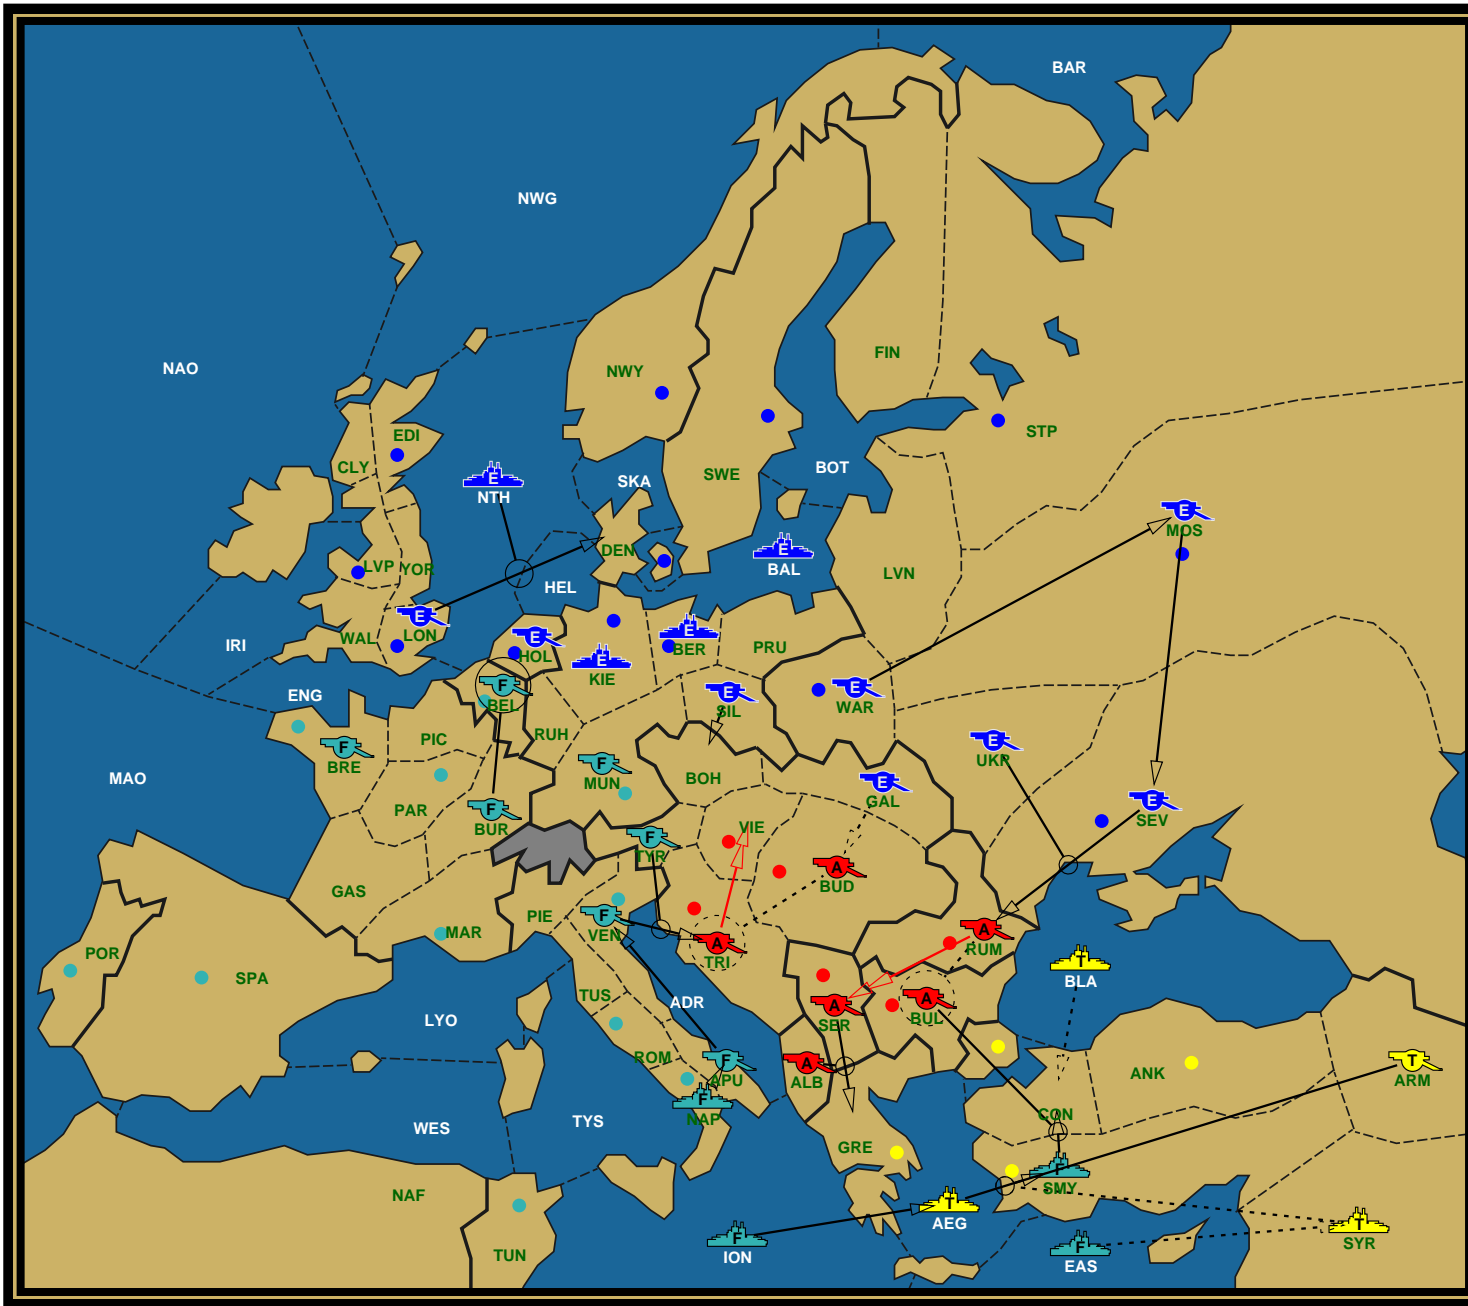 BAR
NWG
NAO
NWY
FIN
EDI
STP
CLY
SWE
BOT
SKA
E
NTH
E
MOS
DEN
E
BAL
LVP YOR
HEL
LVN
E
LON
WAL
IRI
E
HOL
E
BER
PRU
E
KIE
ENG
F
BEL
E
SIL
E
WAR
PIC
RUH
E
UKR
F
BRE
F
MUN
BOH
MAO
E
GAL
PAR
F
BUR
E
SEV
VIE
F
TYR
A
BUD
GAS
PIE
F
VEN
MAR
A
TRI
A
RUM
POR
SPA
T
BLA
TUS
ADR
A
SER
A
BUL
LYO
ROM
F
APU
A
ALB
ANK
T
ARM
F
NAP
CON
WES
TYS
GRE
F
SMY
NAF
T
AEG
TUN
F
ION
F
EAS
T
SYR